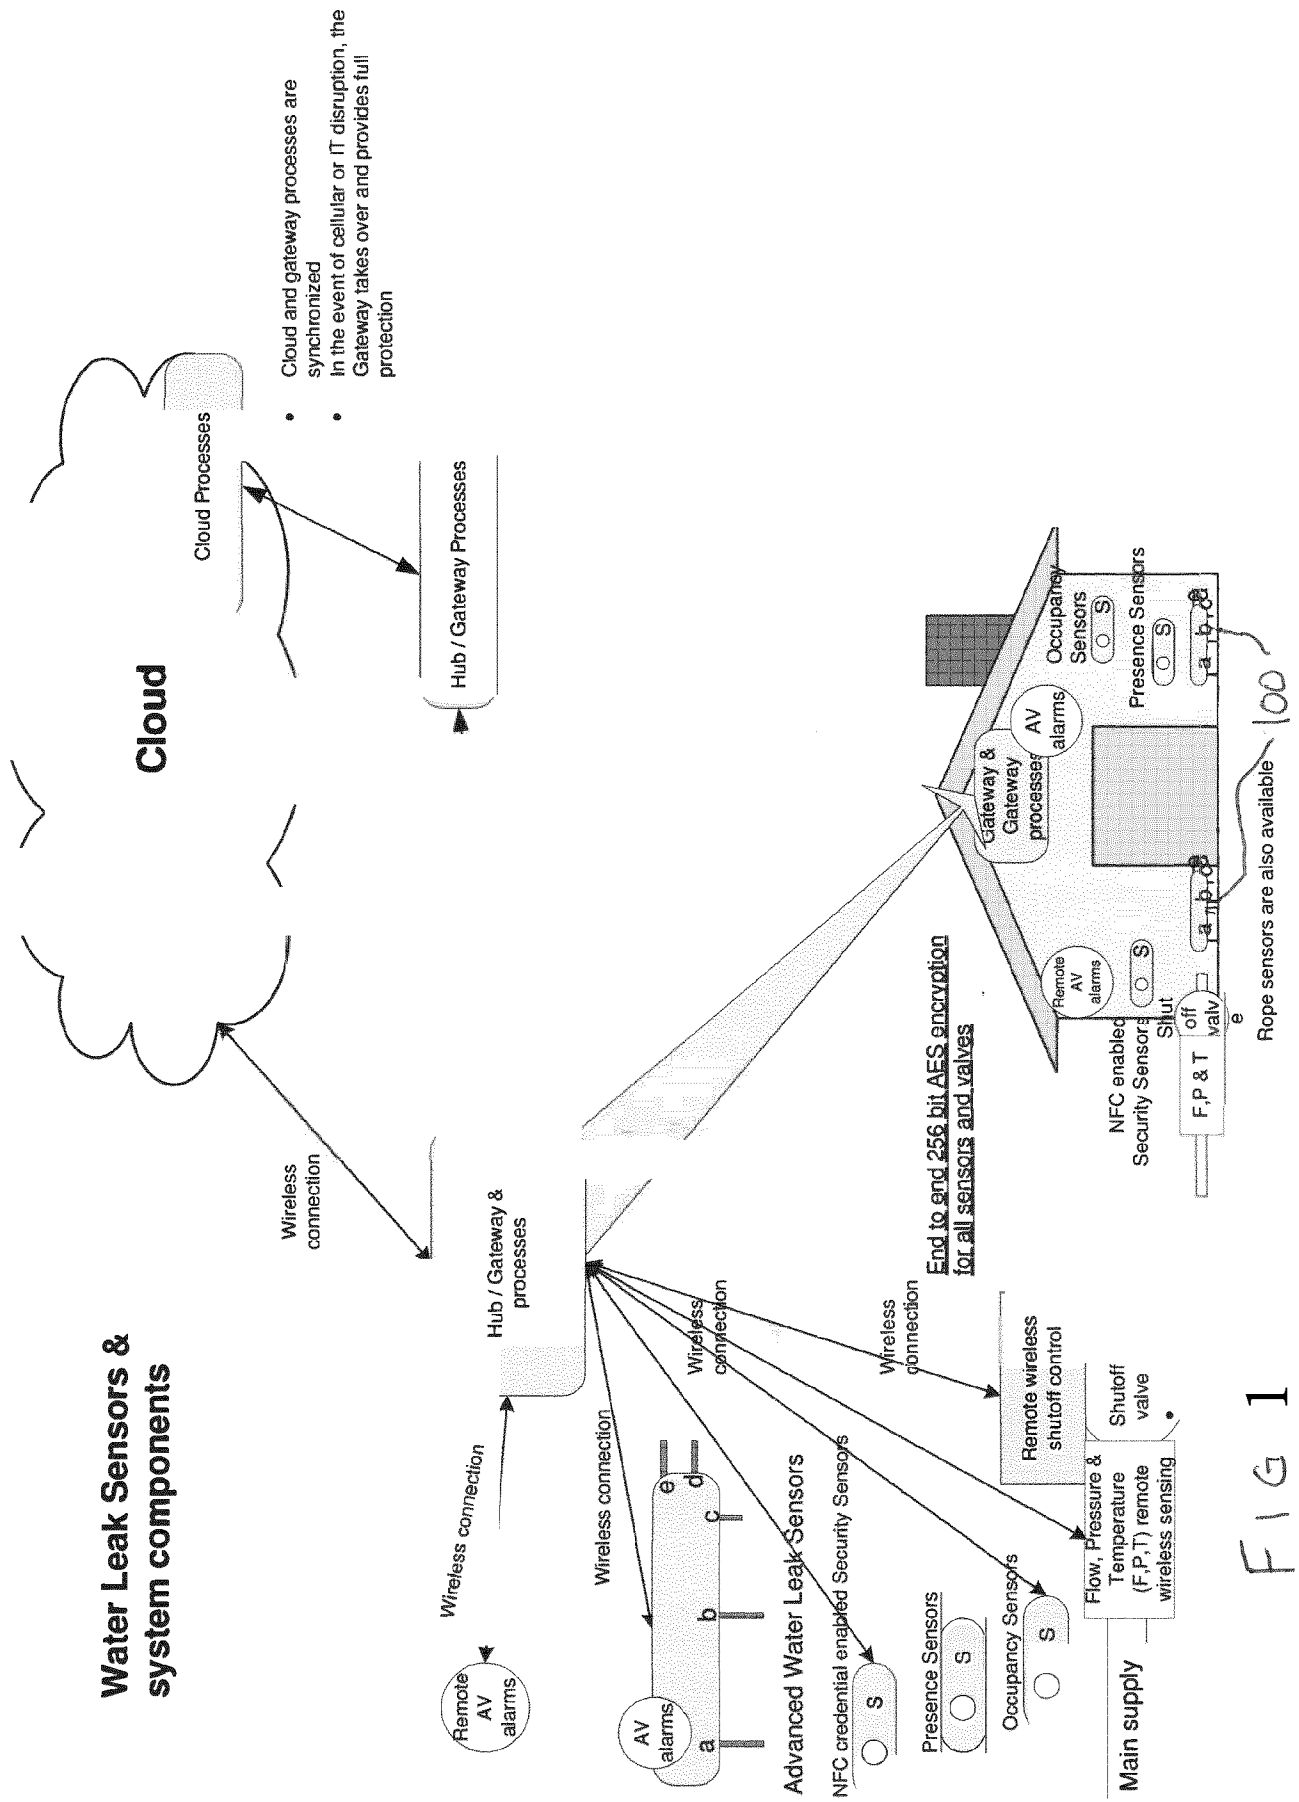 Water Leak Sensors &
system components
Cloud
Cloud Processes
• Cloud and gateway processes are
synchronized
• In the event of cellular or IT disruption, the
Gateway takes over and provides full
protection
Hub / Gateway Processes
Wireless
connection
Hub / Gateway &
processes
Wireless connection
Remote
AV
alarms
Wireless connection
AV
alarms
a
b
c
d
e
Advanced Water Leak Sensors
Wireless
connection
NFC credential enabled Security Sensors
S
Presence Sensors
S
Occupancy Sensors
S
Wireless
connection
Remote wireless
shutoff control
Shutoff
valve
Flow, Pressure &
Temperature
(F,P,T) remote
wireless sensing
Main supply
End to end 256 bit AES encryption
for all sensors and valves
Gateway &
Gateway
processes
AV
alarms
Occupancy
Sensors
S
Presence Sensors
S
a b c d e
Remote
AV
alarms
S
NFC enabled
Security Sensors
Shut
off
valv
e
F,P & T
a b c d e
Rope sensors are also available
100
FIG 1